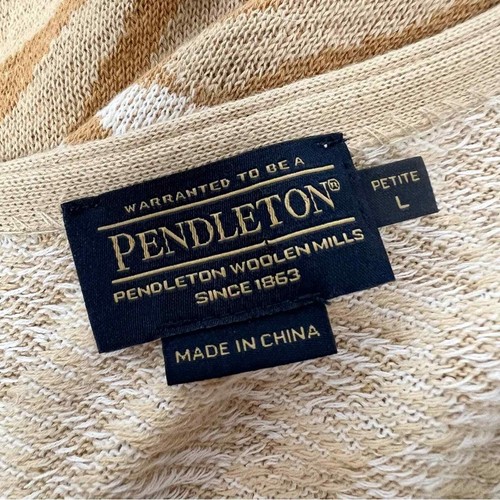 WARRANTED TO BE A
PENDLETON®
PENDLETON WOOLEN MILLS
SINCE 1863
PETITE
L
MADE IN CHINA